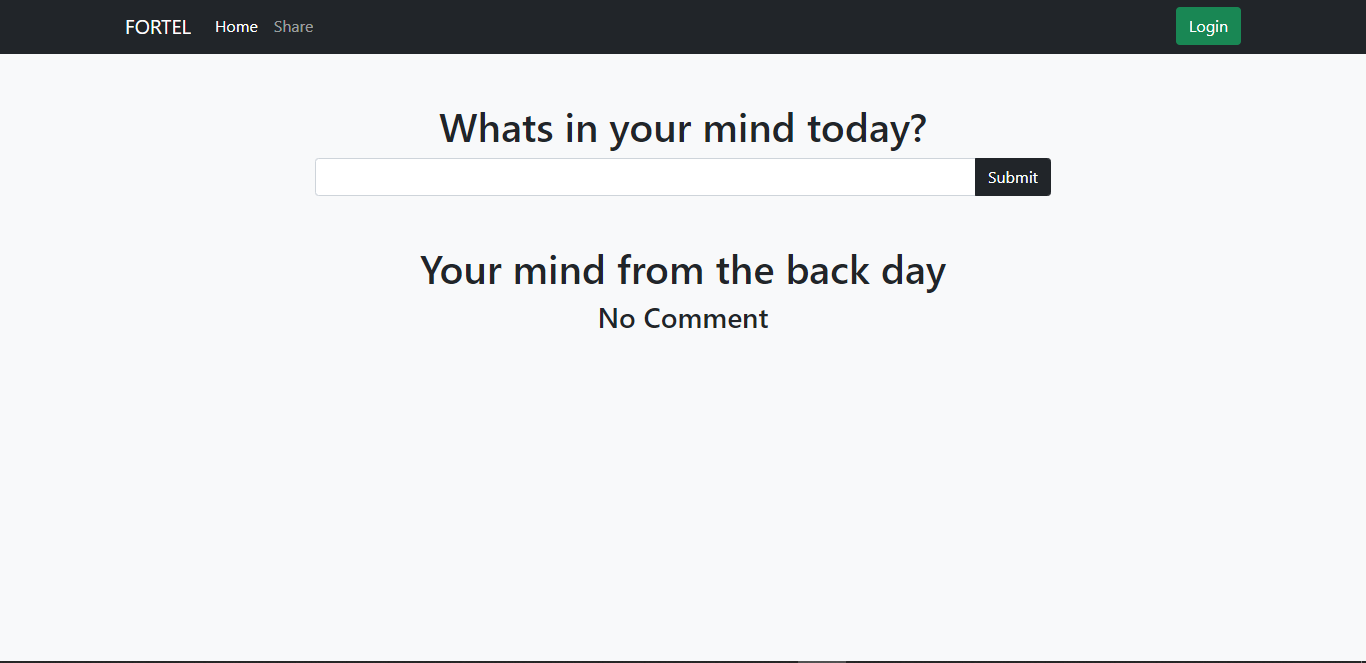 FORTEL Home Share Login
Whats in your mind today?
Submit
Your mind from the back day
No Comment